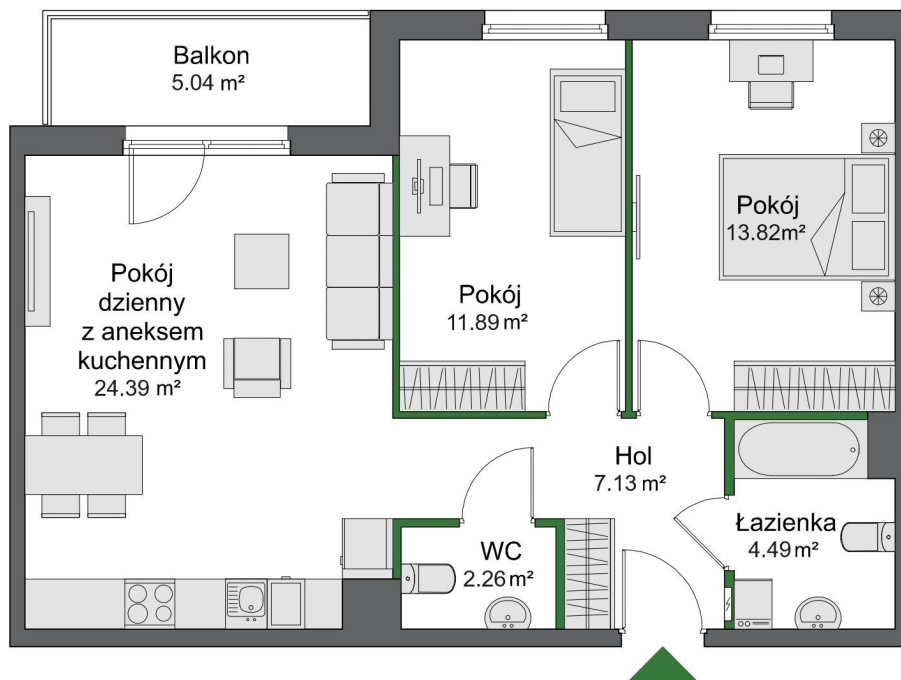 Balkon
5.04 m²
Pokój
dzienny
z aneksem
kuchennym
24.39 m²
Pokój
11.89 m²
Pokój
13.82m²
Hol
7.13 m²
WC
2.26 m²
Łazienka
4.49 m²